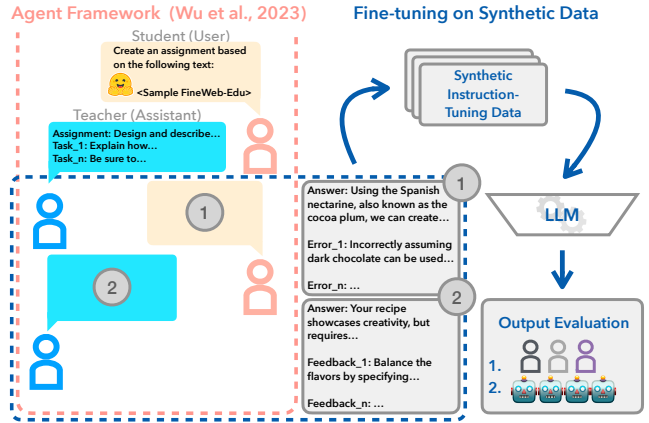 Agent Framework (Wu et al., 2023)
Fine-tuning on Synthetic Data
Student (User)
Create an assignment based
on the following text:
<Sample FineWeb-Edu>
Teacher (Assistant)
Assignment: Design and describe...
Task_1: Explain how...
Task_n: Be sure to...
1
2
1
Answer: Using the Spanish
nectarine, also known as the
cocoa plum, we can create...
Error_1: Incorrectly assuming
dark chocolate can be used...
Error_n: ...
2
Answer: Your recipe
showcases creativity, but
requires...
Feedback_1: Balance the
flavors by specifying...
Feedback_n: ...
Synthetic
Instruction-
Tuning Data
LLM
Output Evaluation
1.
2.